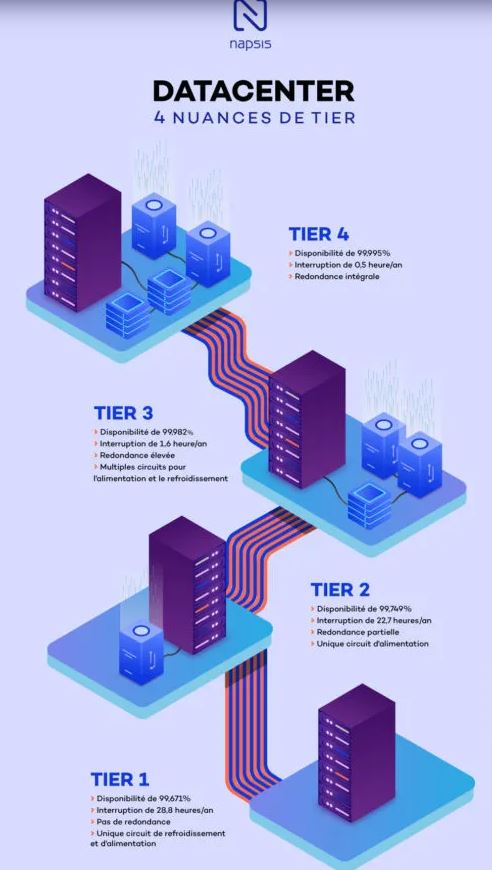 napsis
DATACENTER
4 NUANCES DE TIER
TIER 4
Disponibilité de 99,995%
Interruption de 0,5 heure/an
Redondance intégrale
TIER 3
Disponibilité de 99,982%
Interruption de 1,6 heure/an
Redondance élevée
Multiples circuits pour
l'alimentation et le refroidissement
TIER 2
Disponibilité de 99,749%
Interruption de 22,7 heures/an
Redondance partielle
Unique circuit d'alimentation
TIER 1
Disponibilité de 99,671%
Interruption de 28,8 heures/an
Pas de redondance
Unique circuit de refroidissement
et d'alimentation